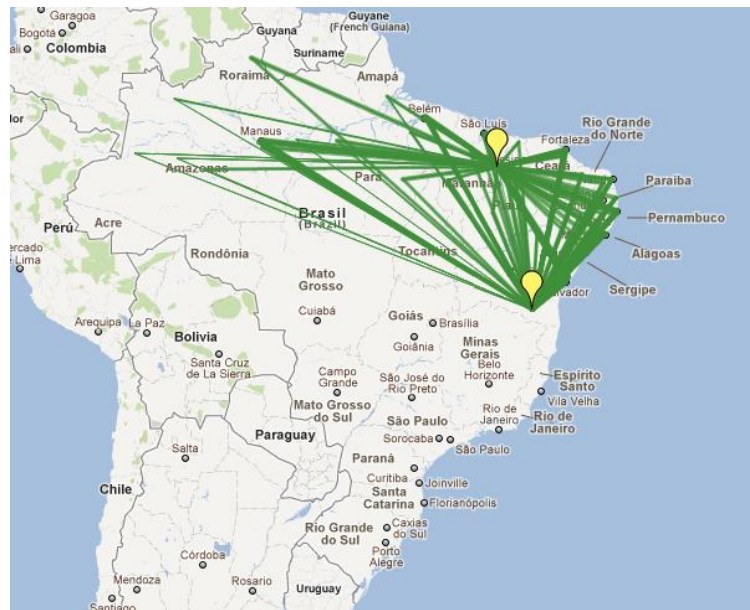 Garagoa
Bogotá
Colombia
Guyana
Guyane
(French Guiana)
Suriname
Roraima
Amapá
Belém
São Luís
Rio Grande
do Norte
Fortaleza
Manaus
Ceará
Amazonas
Pará
Maranhão
Paraíba
Brasil
(Brazil)
Pernambuco
Acre
Perú
Tocantins
Alagoas
Rondônia
Lima
Sergipe
Mato
Grosso
Cuiabá
Goiás
Brasília
Arequipa
La Paz
Bolivia
Goiânia
Minas
Gerais
Santa Cruz
de La Sierra
Belo
Horizonte
Espírito
Santo
Campo
Grande
São José do
Rio Preto
Vila Velha
Mato Grosso
do Sul
São Paulo
Rio de
Janeiro
Rio de
Janeiro
Paraguay
Sorocaba
São Paulo
Salta
Paraná
Curitiba
Joinville
Chile
Santa
Catarina
Florianópolis
Rio Grande
do Sul
Caxias
do Sul
Porto
Alegre
Córdoba
Mendoza
Rosario
Uruguay
Santiago